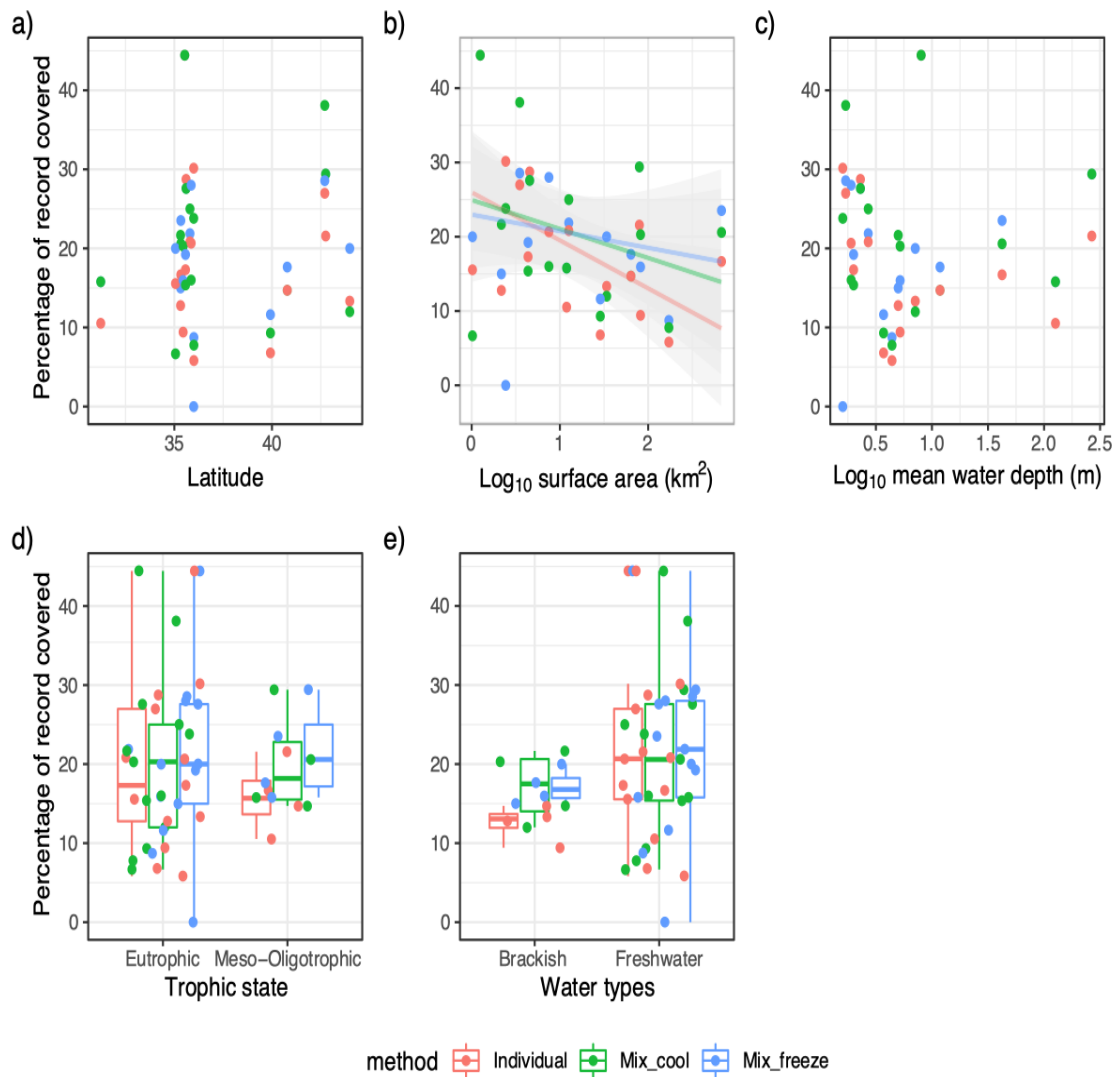 a)
b)
c)
Percentage of record covered
40
30
20
10
0
35
40
Latitude
40
30
20
10
0
0
1
2
Log10 surface area (km²)
40
30
20
10
0
0.5
1.0
1.5
2.0
2.5
Log10 mean water depth (m)
d)
e)
Percentage of record covered
40
30
20
10
0
Eutrophic
Meso-Oligotrophic
Trophic state
40
30
20
10
0
Brackish
Freshwater
Water types
method
Individual
Mix_cool
Mix_freeze